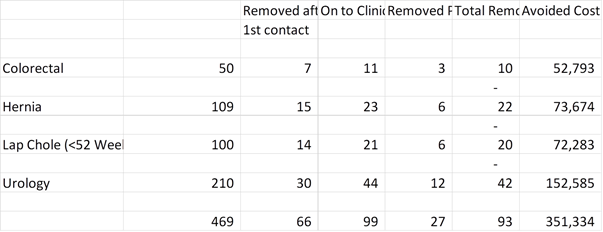 Removed aft On to Clini Removed F Total Remo Avoided Cost
1st contact
Colorectal 50 7 11 3 10 52,793
-
Hernia 109 15 23 6 22 73,674
-
Lap Chole (<52 Weel 100 14 21 6 20 72,283
-
Urology 210 30 44 12 42 152,585
469 66 99 27 93 351,334